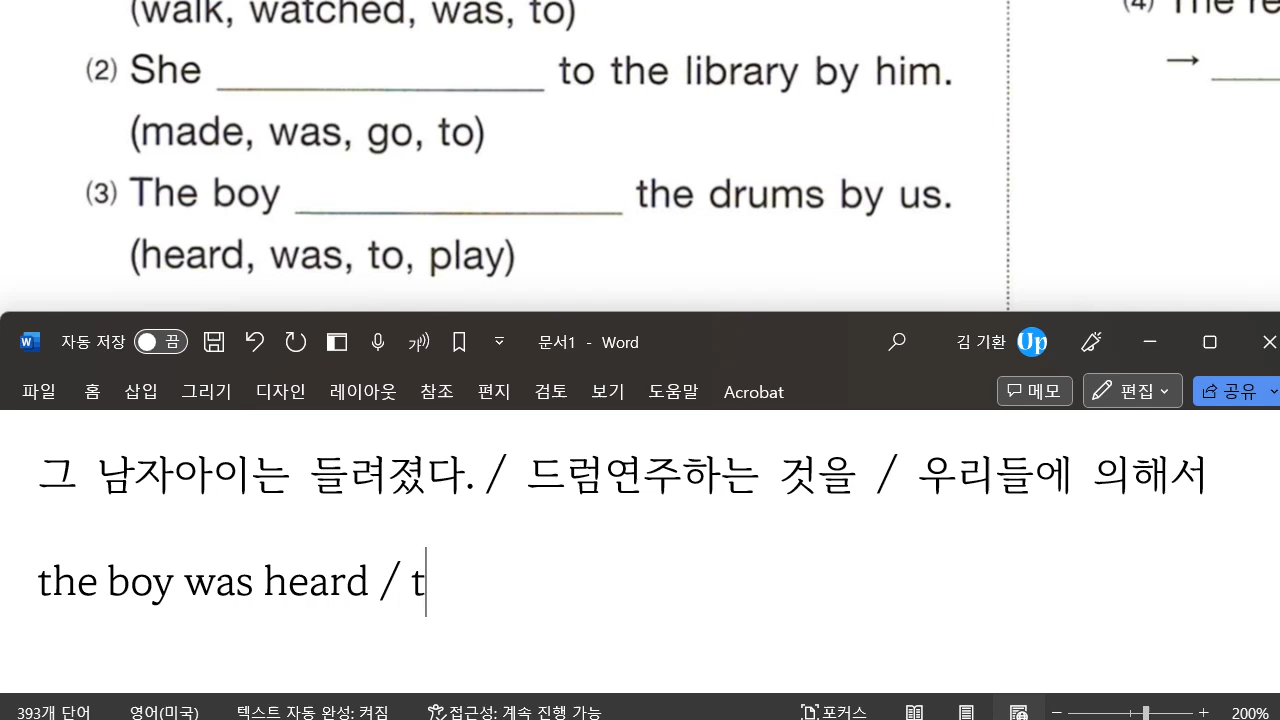 (walk, watched, was, to)
(2) She ____________ to the library by him.
(made, was, go, to)
(3) The boy ____________ the drums by us.
(heard, was, to, play)
(4) The re
→ ____
자동 저장 끔 문서1 - Word 김 기환 Up
파일 홈 삽입 그리기 디자인 레이아웃 참조 편지 검토 보기 도움말 Acrobat 메모 편집 공유
그 남자아이는 들려졌다. / 드럼연주하는 것을 / 우리들에 의해서
the boy was heard / t
393개 단어 영어(미국) 텍스트 자동 완성: 켜짐 접근성: 계속 진행 가능 포커스 200%